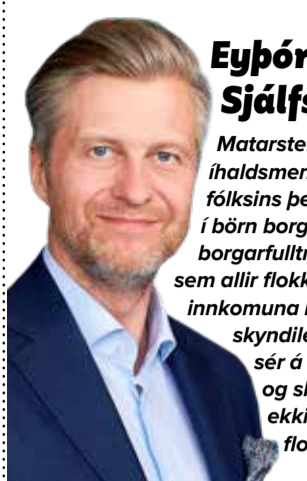 Eyþór
Sjálfs
Matarste
íhaldsmen
fólksins þe
í börn borg
borgarfulltr
sem allir flokk
innkomuna
skyndile
sér á
og sk
ekki
flo